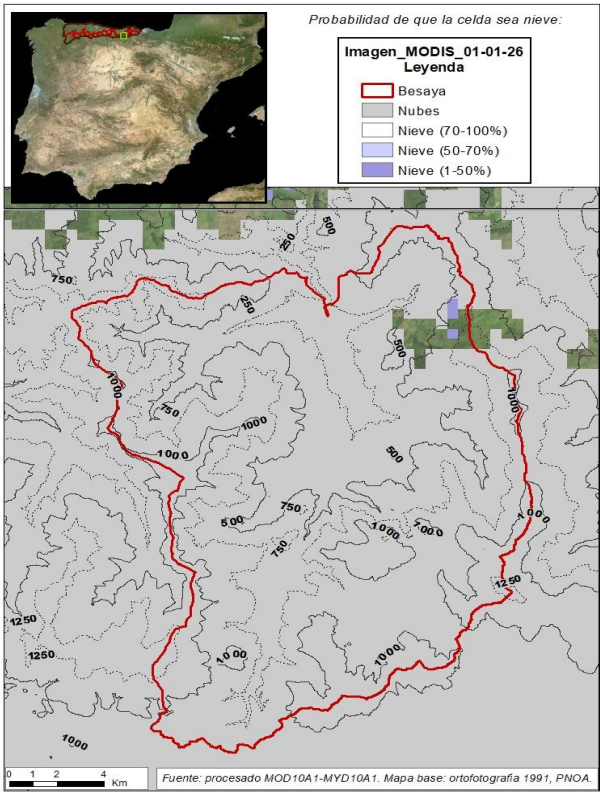 Probabilidad de que la celda sea nieve:
Imagen_MODIS_01-01-26
Leyenda
Besaya
Nubes
Nieve (70-100%)
Nieve (50-70%)
Nieve (1-50%)
500
250
750
250
500
1000
1000
750
1000
1000
500
750
500
1000
1000
1000
750
1250
1250
1250
1000
1000
1000
0 1 2 4
Km
Fuente: procesado MOD10A1-MYD10A1. Mapa base: ortofotografia 1991, PNOA.